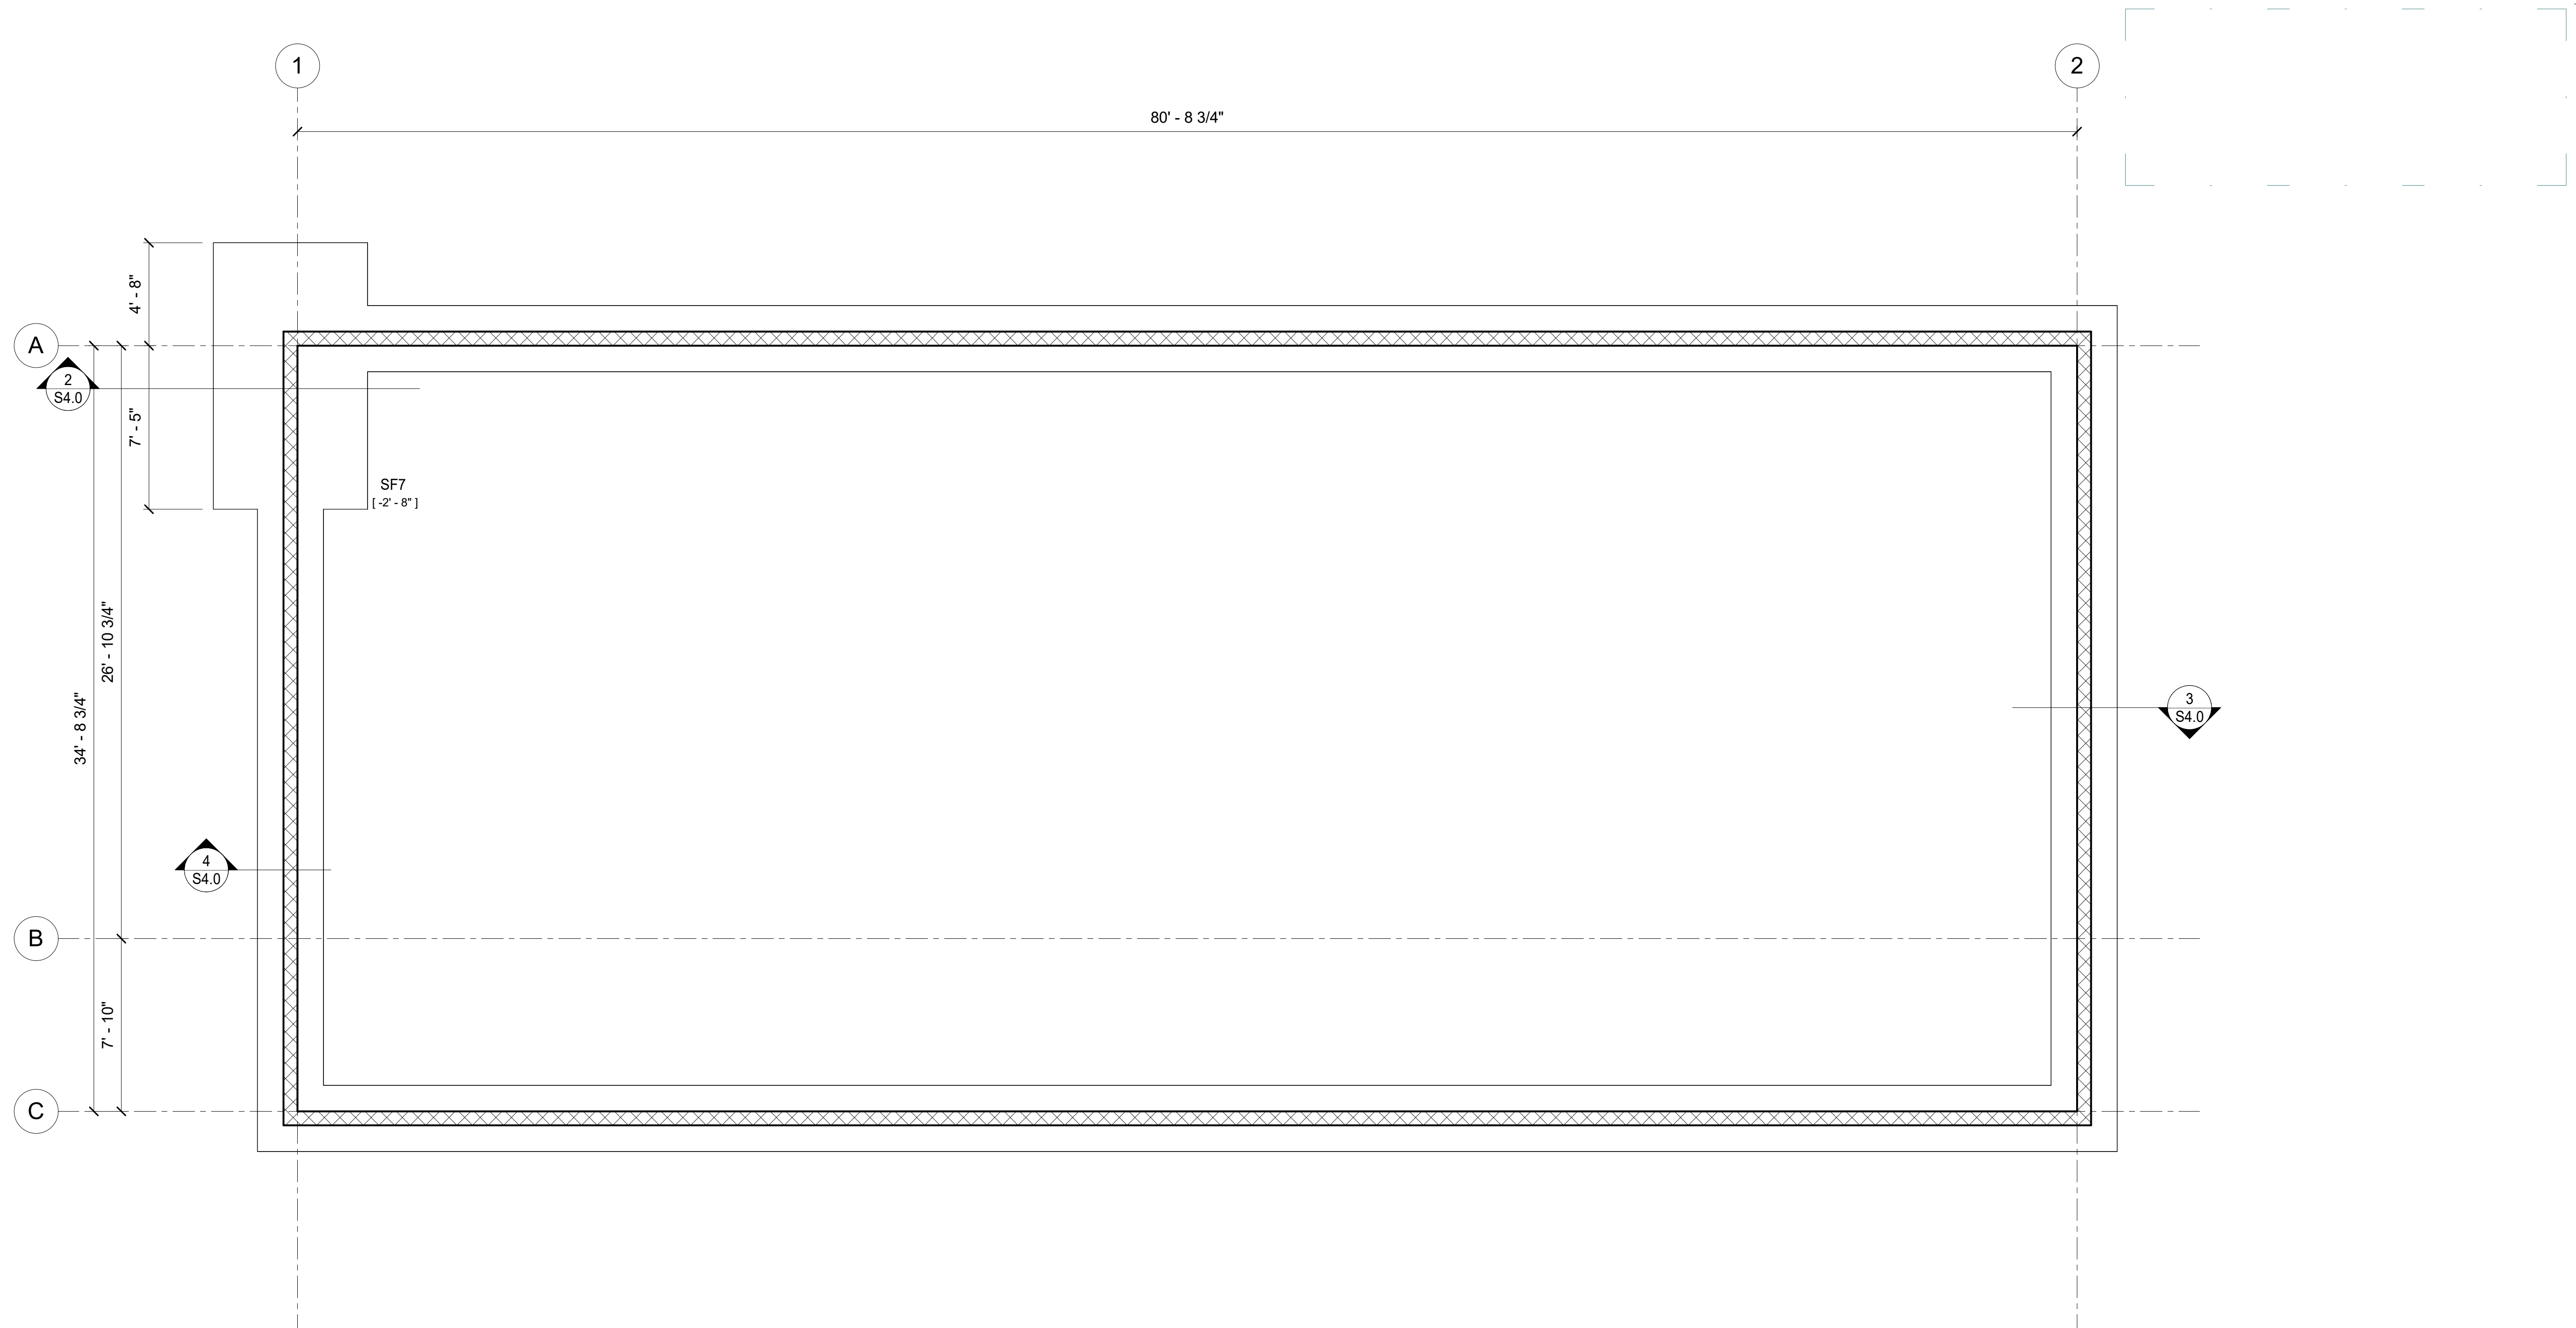 1
2
80' - 8 3/4"
4' - 8"
A
2
S4.0
7' - 5"
SF7
[ -2' - 8" ]
26' - 10 3/4"
34' - 8 3/4"
3
S4.0
4
S4.0
B
7' - 10"
C